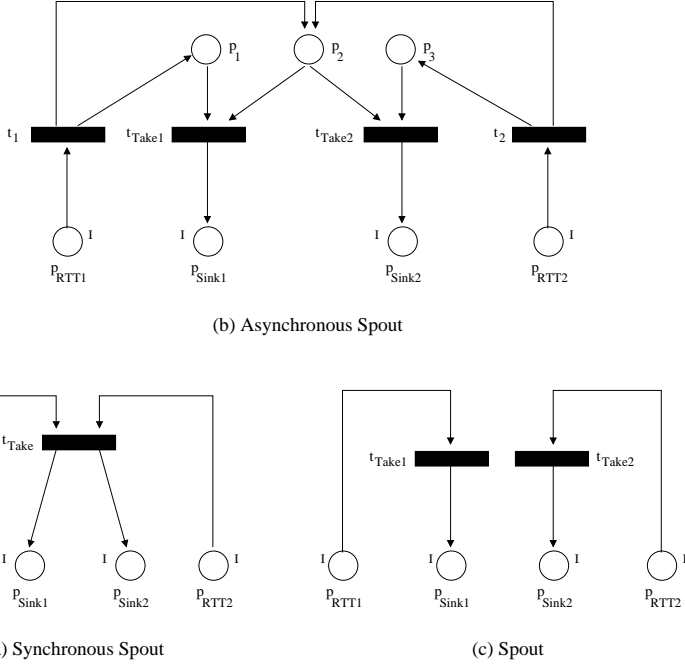 p1 p2 p3
t1 tTake1 tTake2 t2
I I I I
pRTT1 pSink1 pSink2 pRTT2
(b) Asynchronous Spout
tTake tTake1 tTake2
I I I I I I
pSink1 pSink2 pRTT2 pRTT1 pSink1 pSink2 pRTT2
) Synchronous Spout (c) Spout